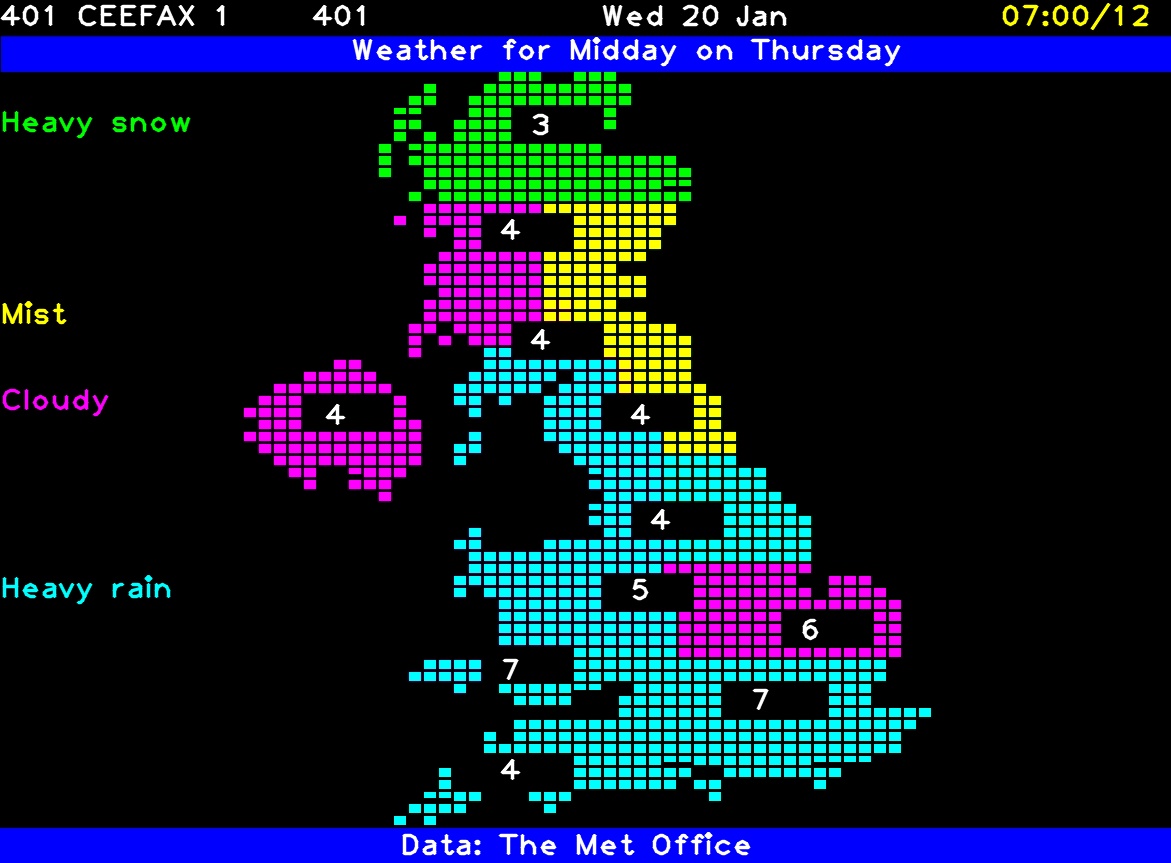 401 CEEFAX 1 401 Wed 20 Jan 07:00/12
Weather for Midday on Thursday
Heavy snow
3
4
Mist
4
Cloudy
4
4
4
Heavy rain
5
6
7
7
4
Data: The Met Office